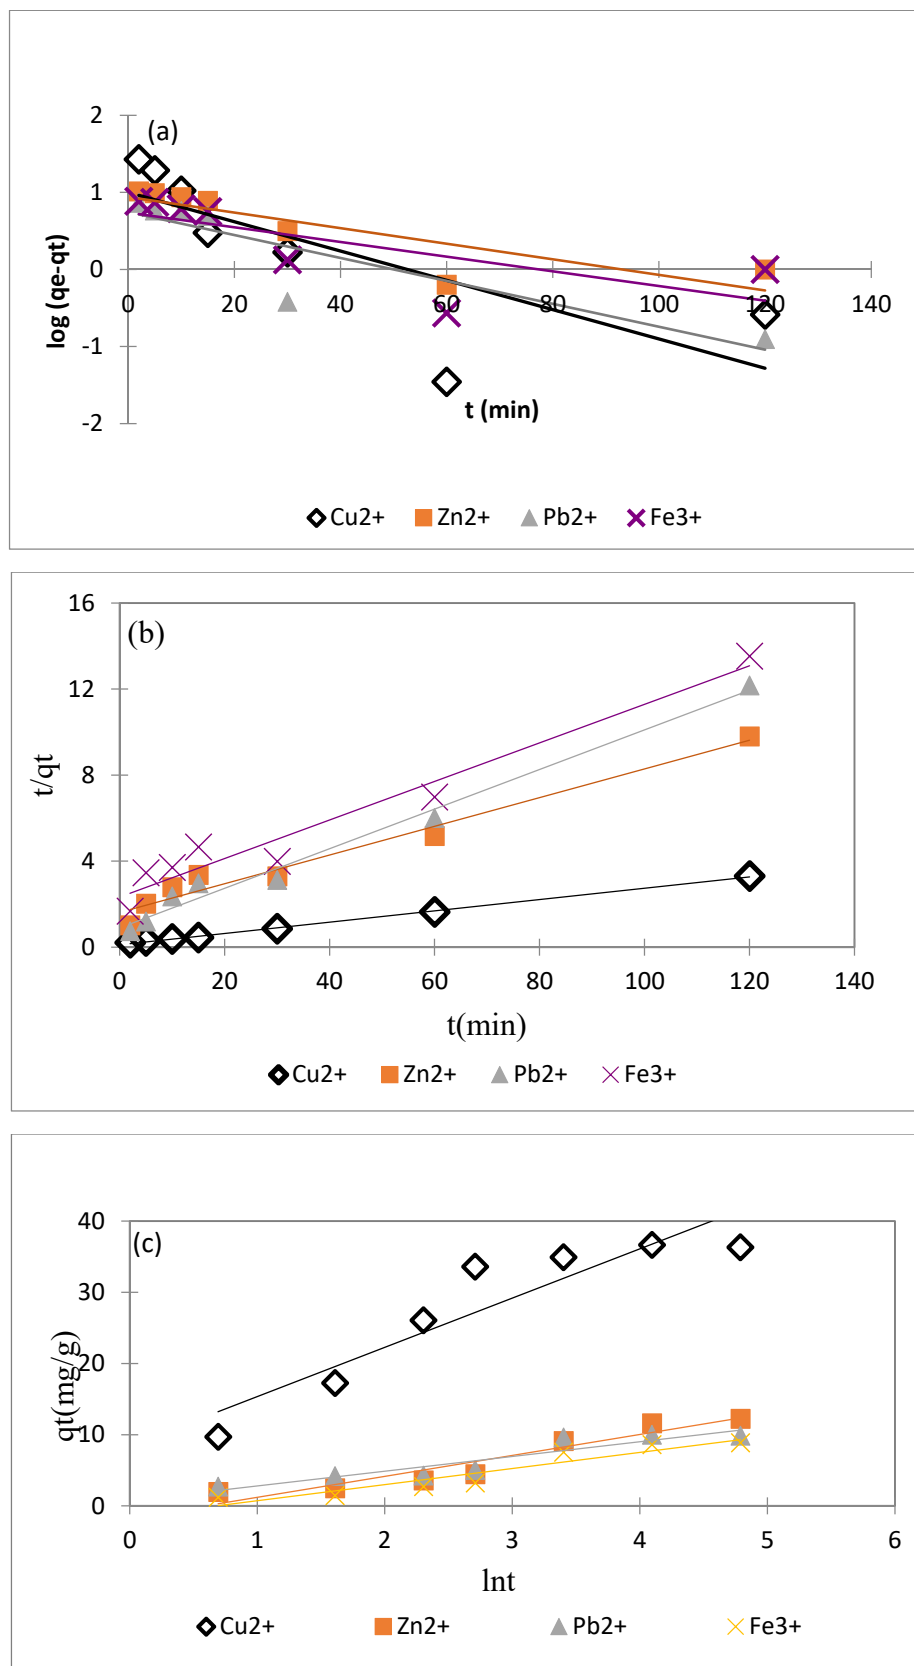 2
(a)
1
0
0 20 40 60 80 100 120 140
-1
-2
log (qe-qt)
t (min)
Cu2+ Zn2+ Pb2+ Fe3+
16
(b)
12
8
4
0
t/qt
0 20 40 60 80 100 120 140
t(min)
Cu2+ Zn2+ Pb2+ Fe3+
40
(c)
30
20
10
0
qt(mg/g)
0 1 2 3 4 5 6
lnt
Cu2+ Zn2+ Pb2+ Fe3+